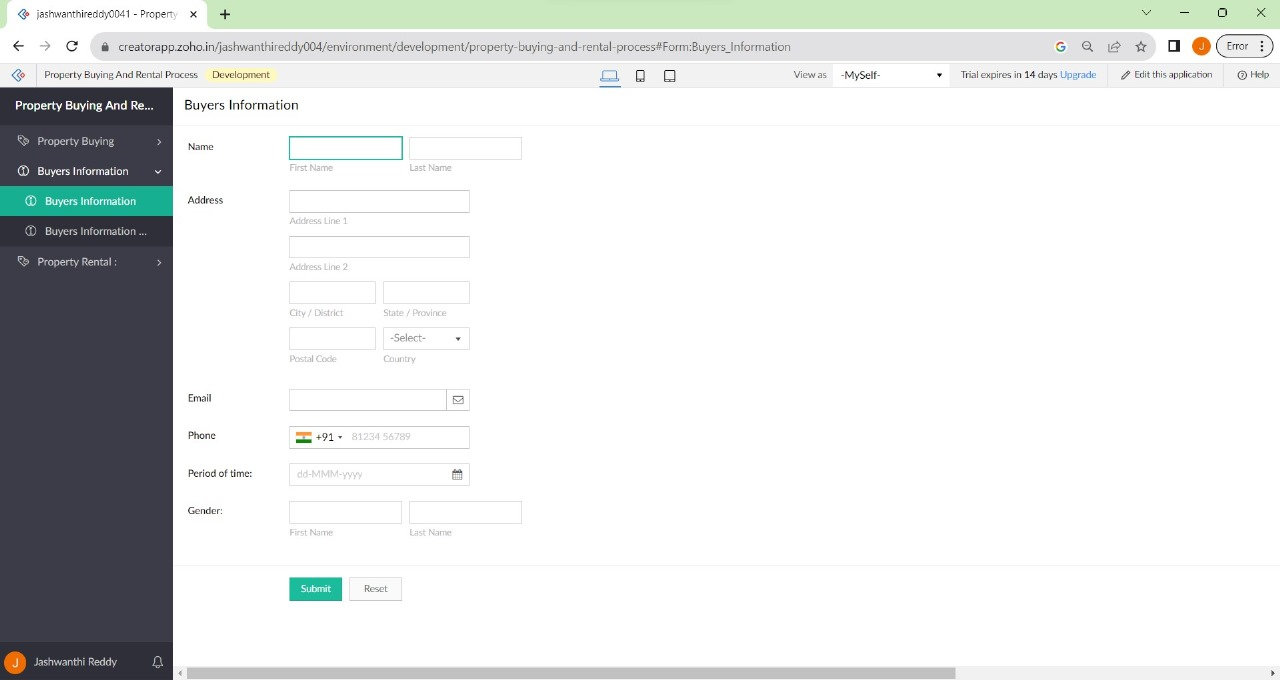 jashwanthireddy0041 - Property
creatorapp.zoho.in/jashwanthireddy004/environment/development/property-buying-and-rental-process#Form:Buyers_Information
J Error
Property Buying And Rental Process Development View as -MySelf- Trial expires in 14 days Upgrade Edit this application Help
Property Buying And Re...
Property Buying
Buyers Information
Buyers Information
Buyers Information ...
Property Rental :
Jashwanthi Reddy
J
Buyers Information
Name
First Name Last Name
Address
Address Line 1
Address Line 2
City / District State / Province
-Select-
Postal Code Country
Email
Phone +91 81234 56789
Period of time: dd-MMM-yyyy
Gender:
First Name Last Name
Submit Reset